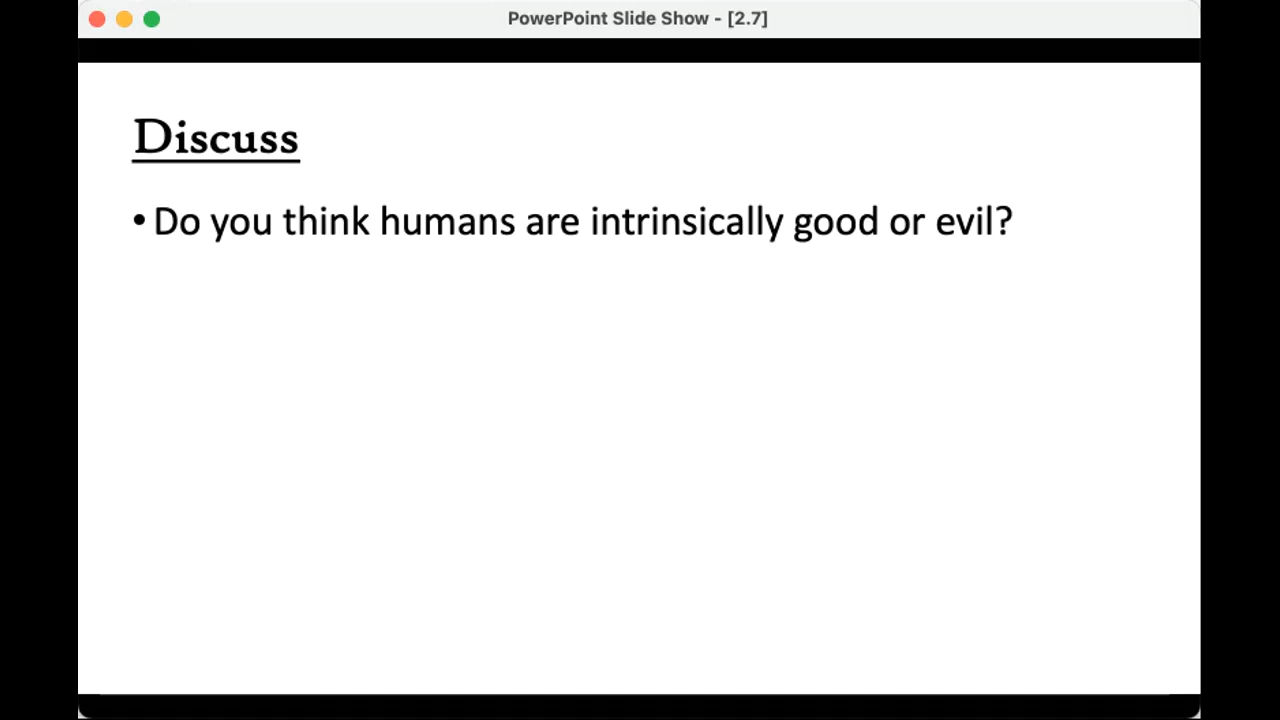 PowerPoint Slide Show - [2.7]
Discuss
• Do you think humans are intrinsically good or evil?